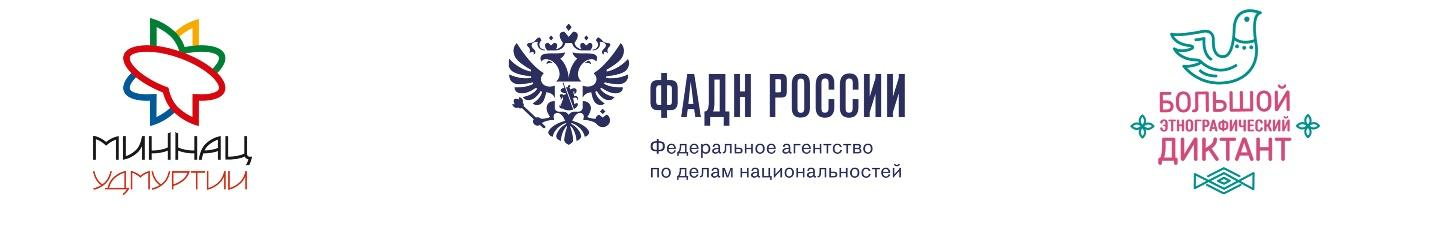 МИННАЦ
УДМУРТИИ
ФАДН РОССИИ
Федеральное агентство
по делам национальностей
БОЛЬШОЙ
ЭТНОГРАФИЧЕСКИЙ
ДИКТАНТ